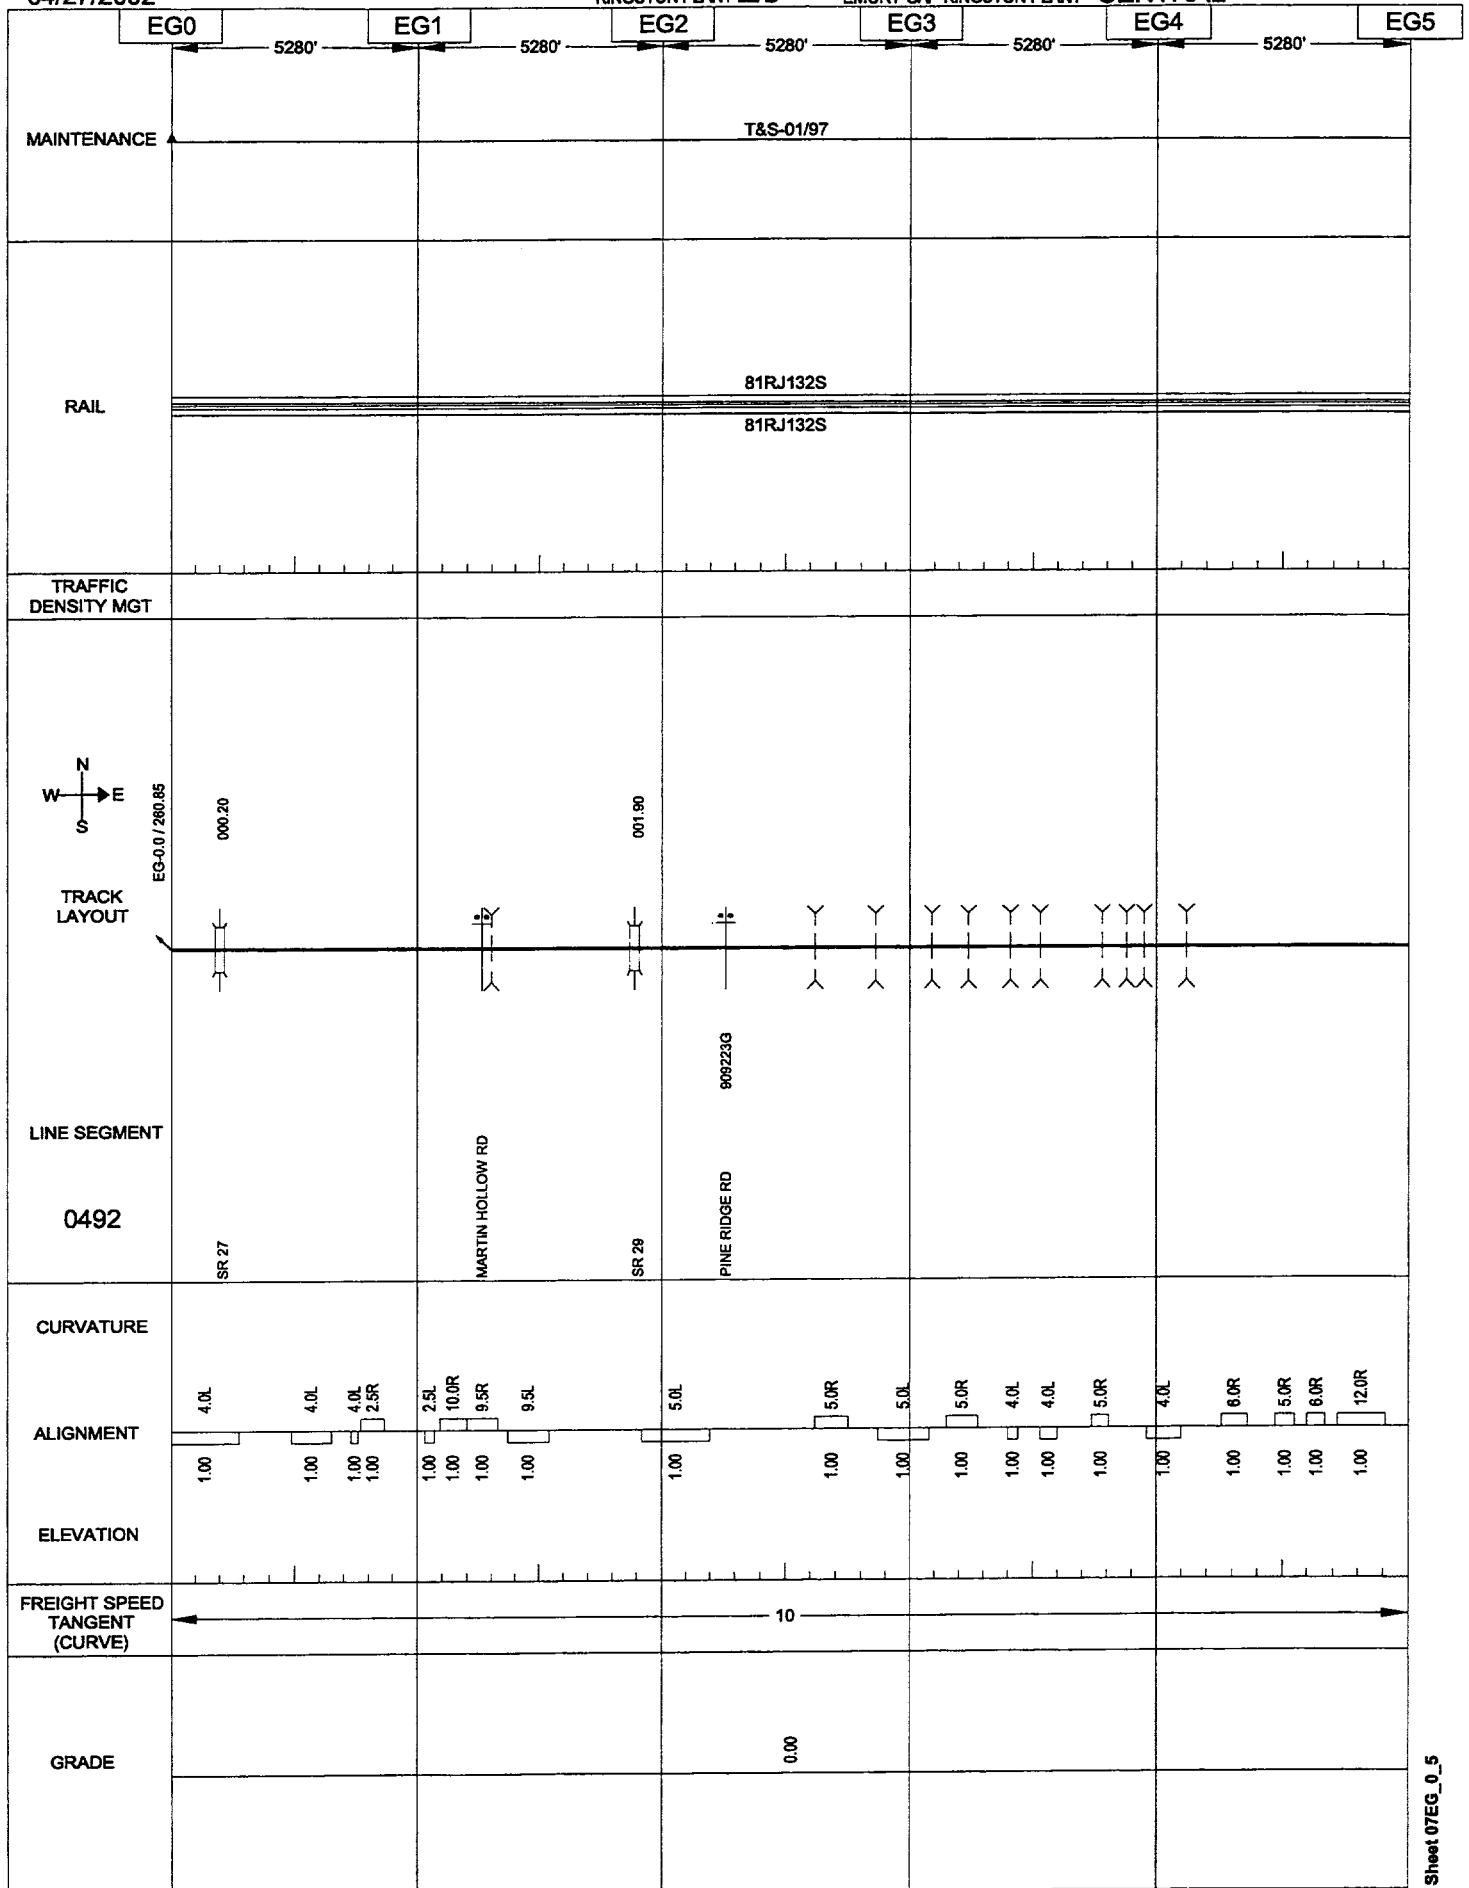 EG0 EG1 EG2 EG3 EG4 EG5
5280' 5280' 5280' 5280' 5280'
MAINTENANCE
T&S-01/97
RAIL
81RJ132S
81RJ132S
TRAFFIC
DENSITY MGT
N
W E
S
EG-0.0 / 260.85
000.20
001.90
TRACK
LAYOUT
909223G
LINE SEGMENT
0492
SR 27
MARTIN HOLLOW RD
SR 29
PINE RIDGE RD
CURVATURE
4.0L 4.0L 4.0L 2.5R 2.5L 10.0R 9.5R 9.5L 5.0L 5.0R 5.0L 5.0R 4.0L 4.0L 5.0R 4.0L 6.0R 5.0R 6.0R 12.0R
ALIGNMENT
1.00 1.00 1.00 1.00 1.00 1.00 1.00 1.00 1.00 1.00 1.00 1.00 1.00 1.00 1.00 1.00 1.00 1.00 1.00 1.00
ELEVATION
FREIGHT SPEED
TANGENT
(CURVE)
10
GRADE
0.00
Sheet 07EG_0_5